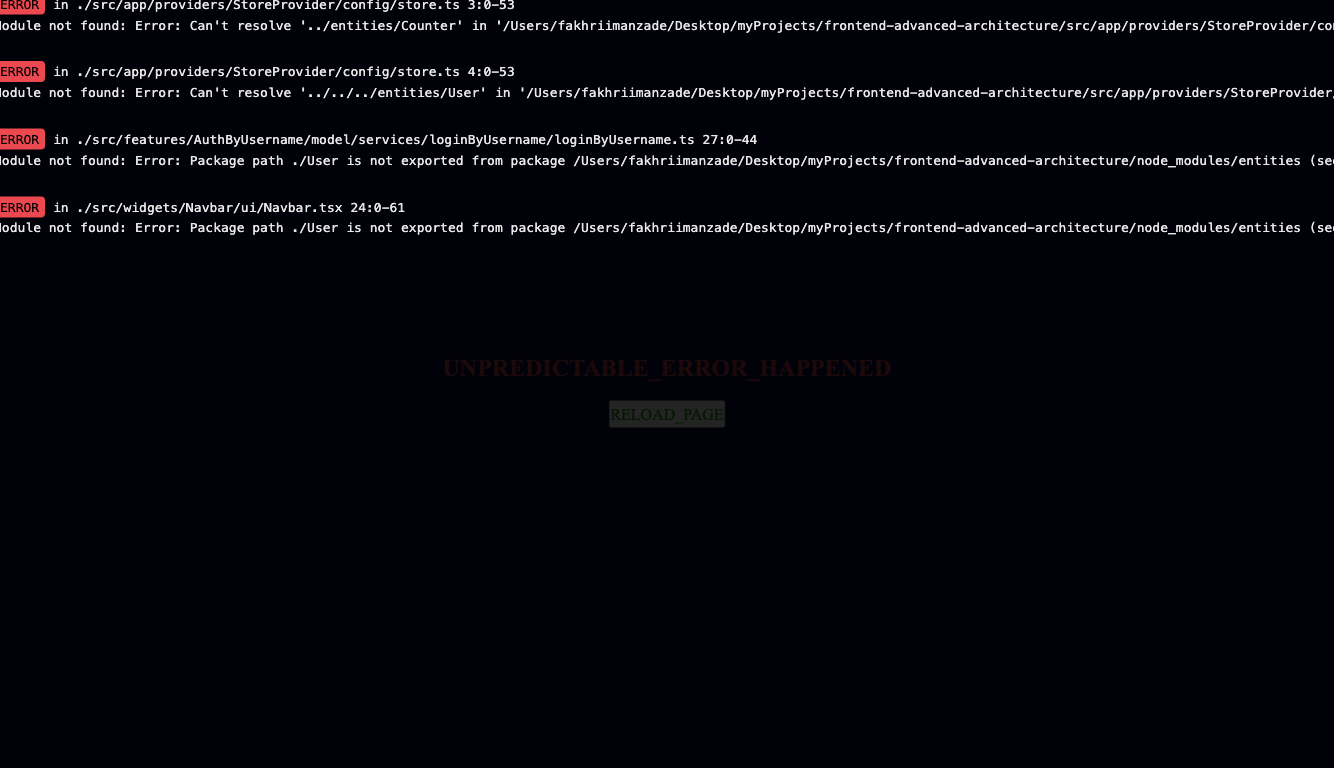 ERROR in ./src/app/providers/StoreProvider/config/store.ts 3:0-53
Module not found: Error: Can't resolve '../entities/Counter' in '/Users/fakhriimanzade/Desktop/myProjects/frontend-advanced-architecture/src/app/providers/StoreProvider/co
ERROR in ./src/app/providers/StoreProvider/config/store.ts 4:0-53
Module not found: Error: Can't resolve '../../../entities/User' in '/Users/fakhriimanzade/Desktop/myProjects/frontend-advanced-architecture/src/app/providers/StoreProvider/
ERROR in ./src/features/AuthByUsername/model/services/loginByUsername/loginByUsername.ts 27:0-44
Module not found: Error: Package path ./User is not exported from package /Users/fakhriimanzade/Desktop/myProjects/frontend-advanced-architecture/node_modules/entities (see
ERROR in ./src/widgets/Navbar/ui/Navbar.tsx 24:0-61
Module not found: Error: Package path ./User is not exported from package /Users/fakhriimanzade/Desktop/myProjects/frontend-advanced-architecture/node_modules/entities (see
UNPREDICTABLE_ERROR_HAPPENED
RELOAD_PAGE